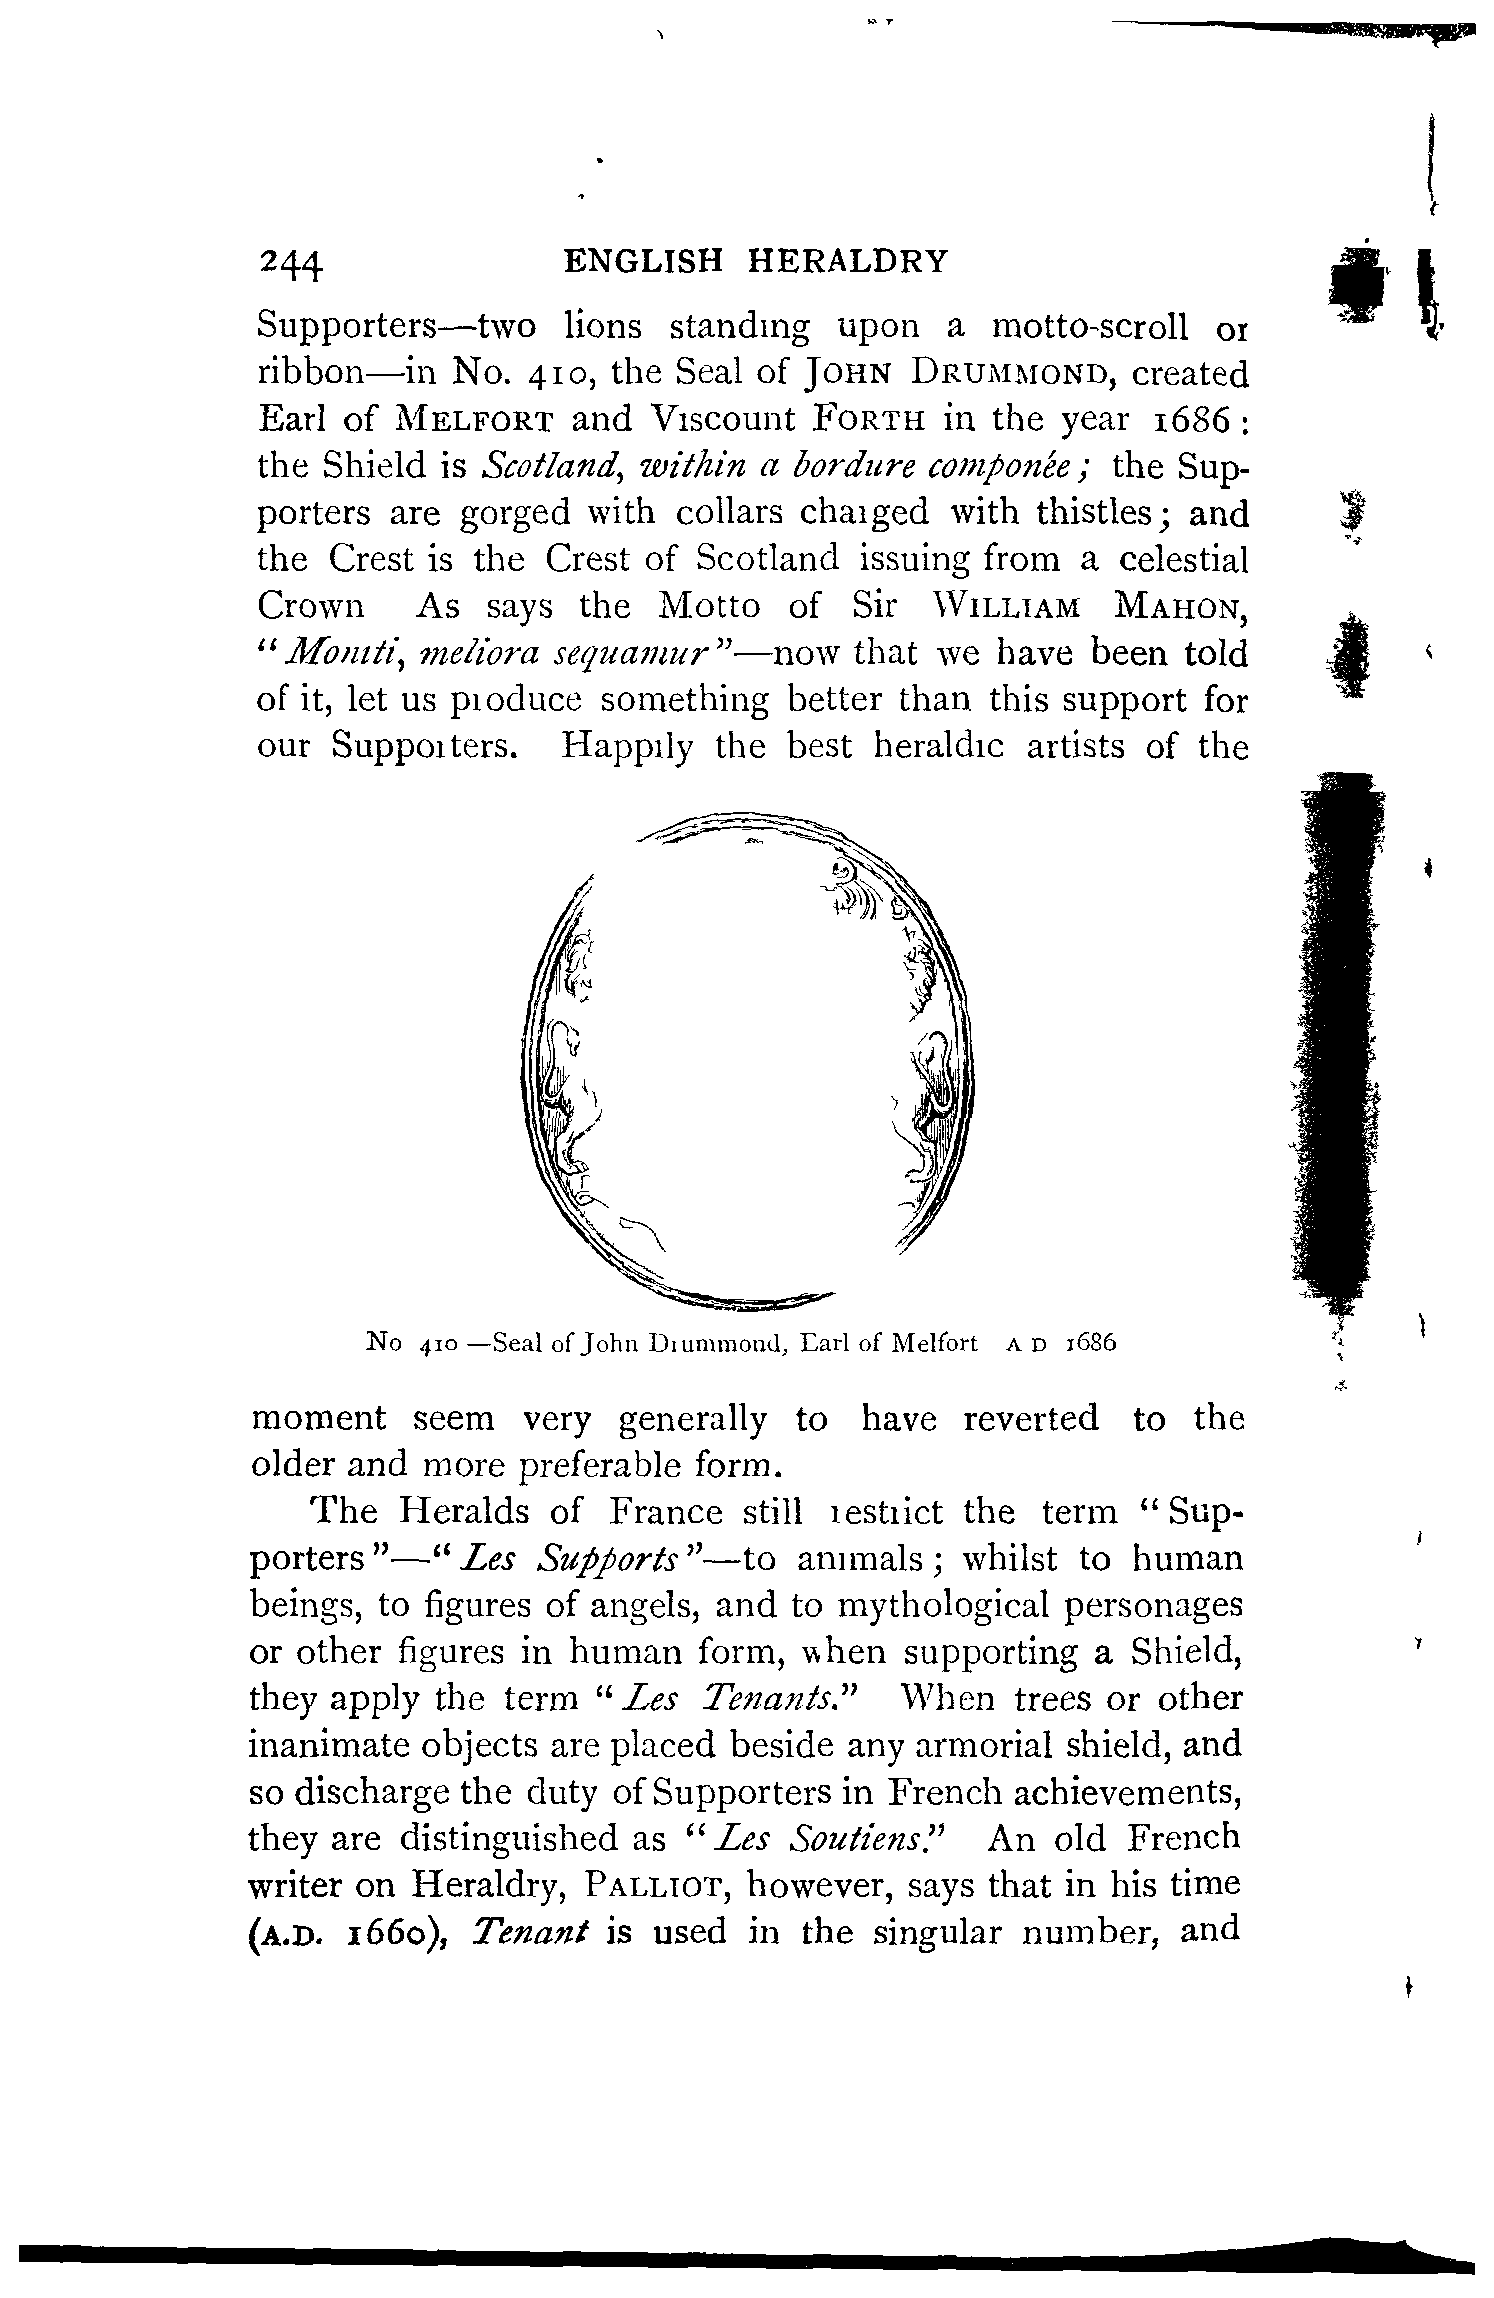 244 ENGLISH HERALDRY
Supporters—two lions standing upon a motto-scroll or
ribbon—in No. 410, the Seal of JOHN DRUMMOND, created
Earl of MELFORT and Viscount FORTH in the year 1686:
the Shield is Scotland, within a bordure componée; the Sup-
porters are gorged with collars charged with thistles; and
the Crest is the Crest of Scotland issuing from a celestial
Crown As says the Motto of Sir WILLIAM MAHON,
"Moniti, meliora sequamur"—now that we have been told
of it, let us produce something better than this support for
our Supporters. Happily the best heraldic artists of the
No 410 —Seal of John Drummond, Earl of Melfort A D 1686
moment seem very generally to have reverted to the
older and more preferable form.
The Heralds of France still restrict the term "Sup-
porters"—"Les Supports"—to animals; whilst to human
beings, to figures of angels, and to mythological personages
or other figures in human form, when supporting a Shield,
they apply the term "Les Tenants." When trees or other
inanimate objects are placed beside any armorial shield, and
so discharge the duty of Supporters in French achievements,
they are distinguished as "Les Soutiens." An old French
writer on Heraldry, PALLIOT, however, says that in his time
(A.D. 1660), Tenant is used in the singular number, and